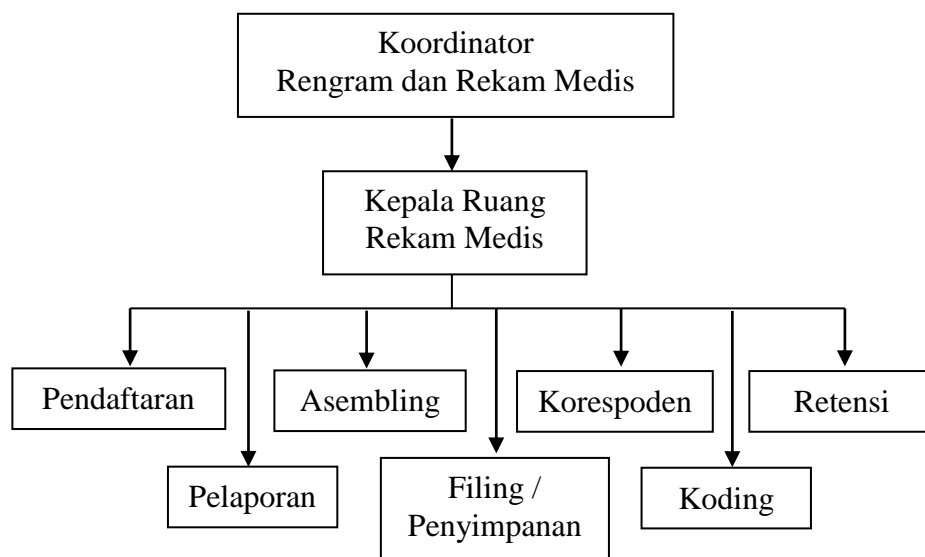 Koordinator
Rengram dan Rekam Medis
Kepala Ruang
Rekam Medis
Pendaftaran
Asembling
Korespoden
Retensi
Pelaporan
Filing /
Penyimpanan
Koding